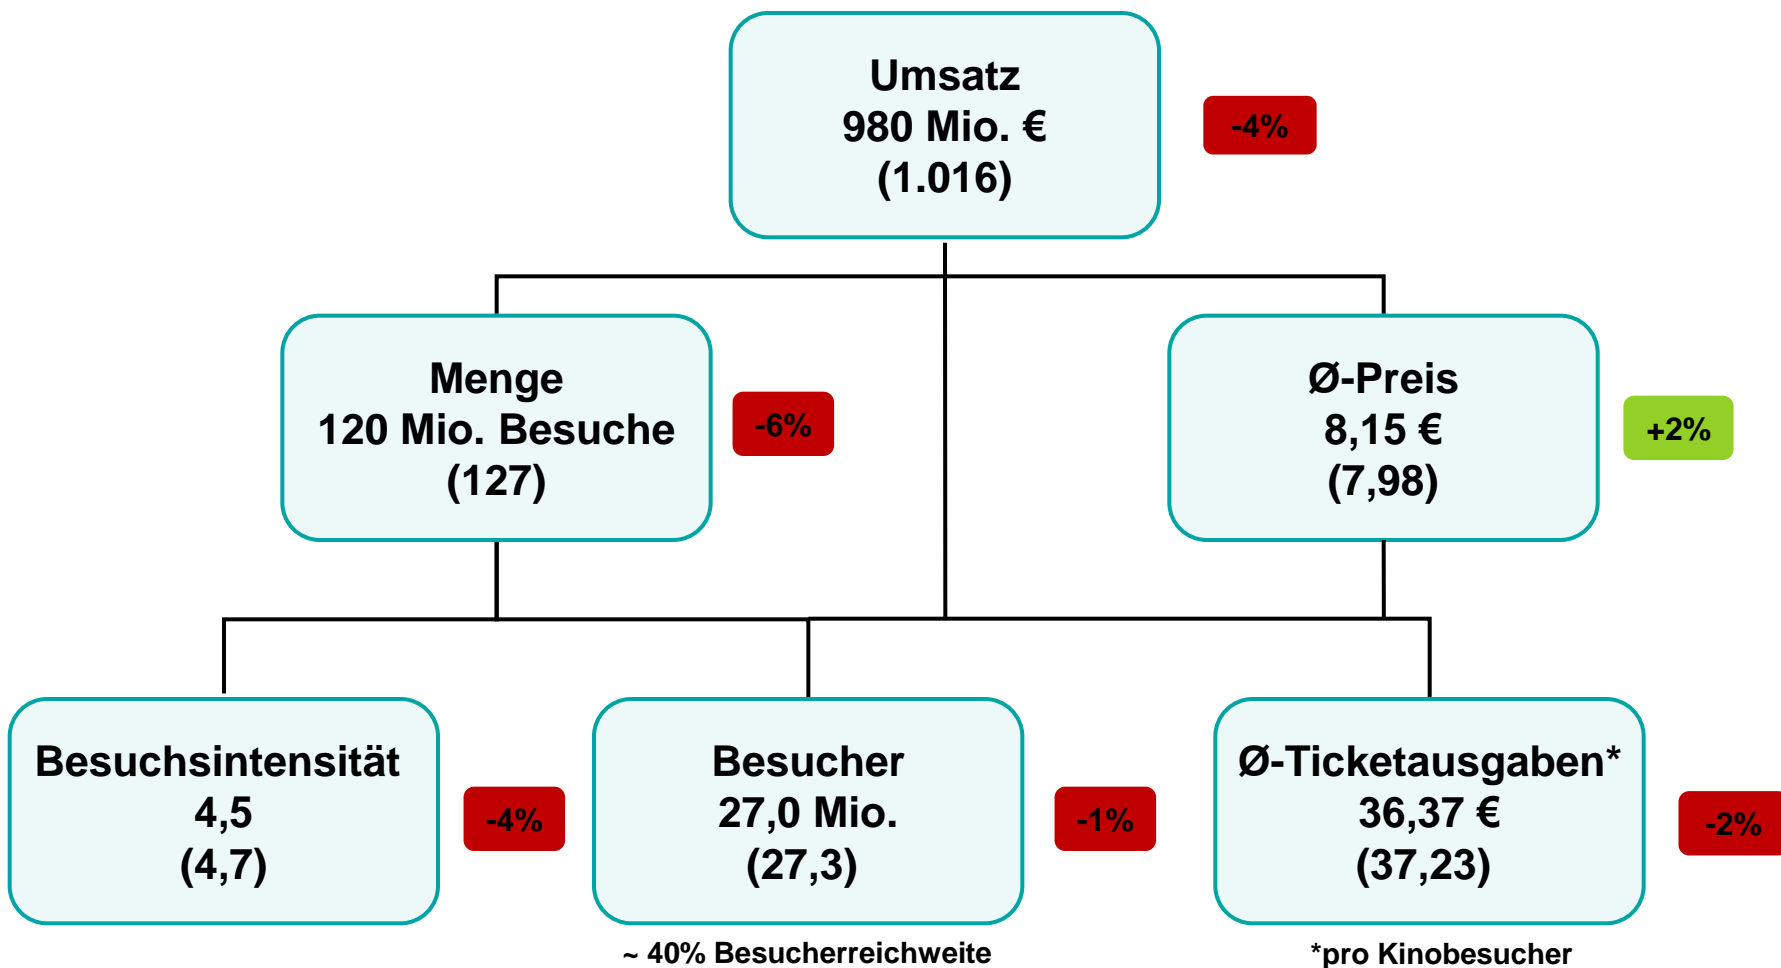 Umsatz
980 Mio. €
(1.016)
-4%
Menge
120 Mio. Besuche
(127)
-6%
Ø-Preis
8,15 €
(7,98)
+2%
Besuchsintensität
4,5
(4,7)
-4%
Besucher
27,0 Mio.
(27,3)
-1%
Ø-Ticketausgaben*
36,37 €
(37,23)
-2%
~ 40% Besucherreichweite
*pro Kinobesucher